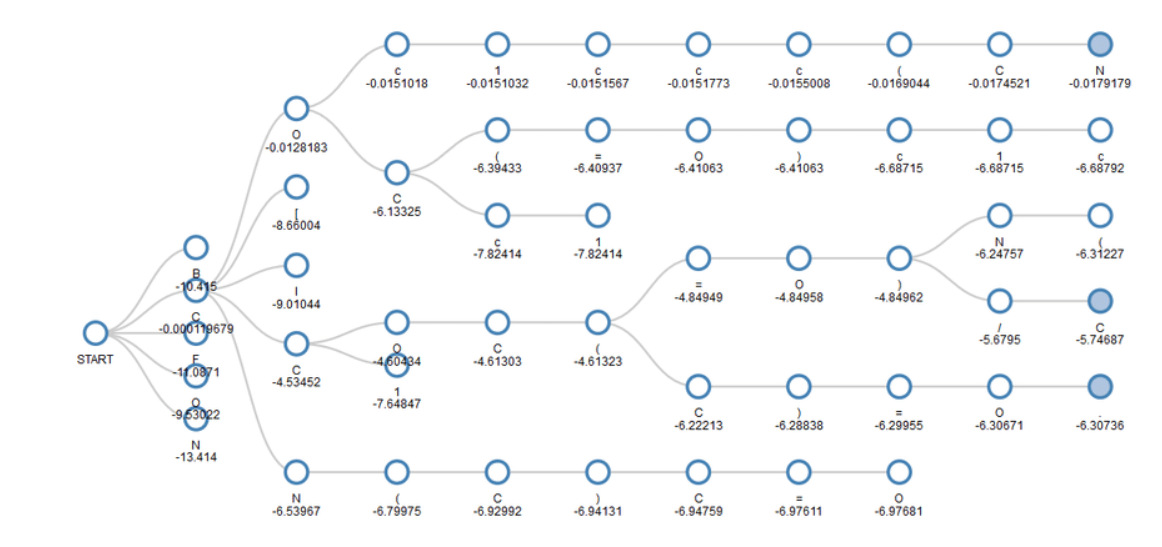 c 1 c c c ( C N
-0.0151018 -0.0151032 -0.0151567 -0.0151773 -0.0155008 -0.0169044 -0.0174521 -0.0179179
O
-0.0128183
( = O ) c 1 c
-6.39433 -6.40937 -6.41063 -6.41063 -6.68715 -6.68715 -6.68792
C
-6.13325
[
-8.66004
c 1
-7.82414 -7.82414
N (
-6.24757 -6.31227
B
-10.415
I
-9.01044
= O )
-4.84949 -4.84958 -4.84962
C
-0.000119679
/ C
-5.6795 -5.74687
START
O C (
-4.60434 -4.61303 -4.61323
F
-11.0871
C
-4.53452
1
-7.64847
O
-9.53022
C ) = O .
-6.22213 -6.28838 -6.29955 -6.30671 -6.30736
N
-13.414
N ( C ) C = O
-6.53967 -6.79975 -6.92992 -6.94131 -6.94759 -6.97611 -6.97681